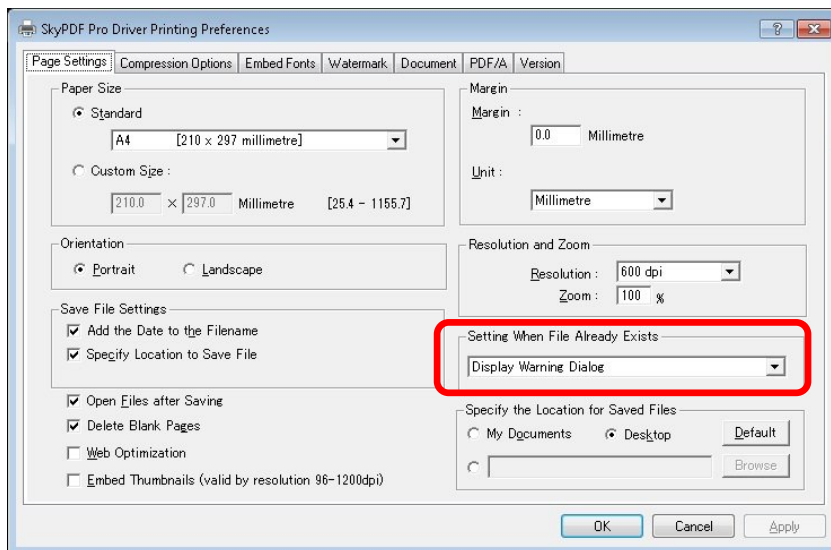 SkyPDF Pro Driver Printing Preferences
Page Settings Compression Options Embed Fonts Watermark Document PDF/A Version
Paper Size
Standard
A4 [210 x 297 millimetre]
Custom Size :
210.0 × 297.0 Millimetre [25.4 - 1155.7]
Margin
Margin :
0.0 Millimetre
Unit :
Millimetre
Orientation
Portrait Landscape
Resolution and Zoom
Resolution : 600 dpi
Zoom : 100 %
Save File Settings
Add the Date to the Filename
Specify Location to Save File
Setting When File Already Exists
Display Warning Dialog
Open Files after Saving
Delete Blank Pages
Web Optimization
Embed Thumbnails (valid by resolution 96-1200dpi)
Specify the Location for Saved Files
My Documents Desktop Default
Browse
OK Cancel Apply